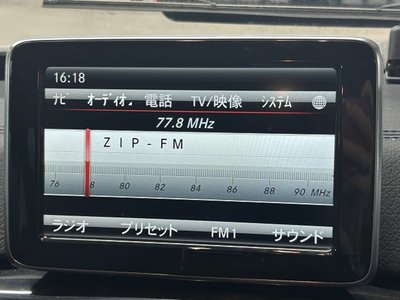 16:18
ナビ オーディオ 電話 TV/映像 システム
77.8 MHz
ZIP-FM
76 8 80 82 84 86 88 90 MHz
ラジオ プリセット FM1 サウンド